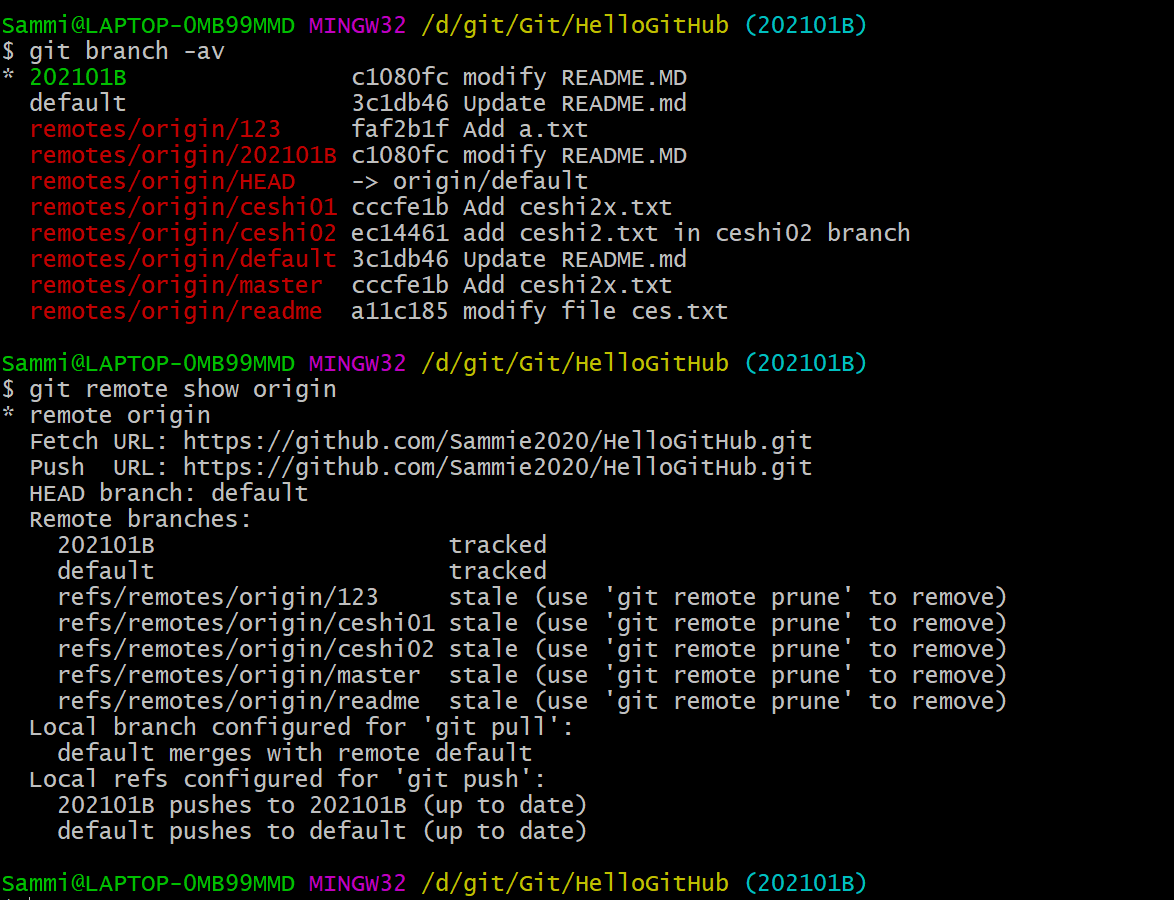 Sammi@LAPTOP-0MB99MMD MINGW32 /d/git/Git/HelloGitHub (202101B)
$ git branch -av
* 202101B                c1080fc modify README.MD
  default                3c1db46 Update README.md
  remotes/origin/123     faf2b1f Add a.txt
  remotes/origin/202101B c1080fc modify README.MD
  remotes/origin/HEAD    -> origin/default
  remotes/origin/ceshi01 cccfe1b Add ceshi2x.txt
  remotes/origin/ceshi02 ec14461 add ceshi2.txt in ceshi02 branch
  remotes/origin/default 3c1db46 Update README.md
  remotes/origin/master  cccfe1b Add ceshi2x.txt
  remotes/origin/readme  a11c185 modify file ces.txt

Sammi@LAPTOP-0MB99MMD MINGW32 /d/git/Git/HelloGitHub (202101B)
$ git remote show origin
* remote origin
  Fetch URL: https://github.com/Sammie2020/HelloGitHub.git
  Push  URL: https://github.com/Sammie2020/HelloGitHub.git
  HEAD branch: default
  Remote branches:
    202101B                     tracked
    default                     tracked
    refs/remotes/origin/123     stale (use 'git remote prune' to remove)
    refs/remotes/origin/ceshi01 stale (use 'git remote prune' to remove)
    refs/remotes/origin/ceshi02 stale (use 'git remote prune' to remove)
    refs/remotes/origin/master  stale (use 'git remote prune' to remove)
    refs/remotes/origin/readme  stale (use 'git remote prune' to remove)
  Local branch configured for 'git pull':
    default merges with remote default
  Local refs configured for 'git push':
    202101B pushes to 202101B (up to date)
    default pushes to default (up to date)

Sammi@LAPTOP-0MB99MMD MINGW32 /d/git/Git/HelloGitHub (202101B)